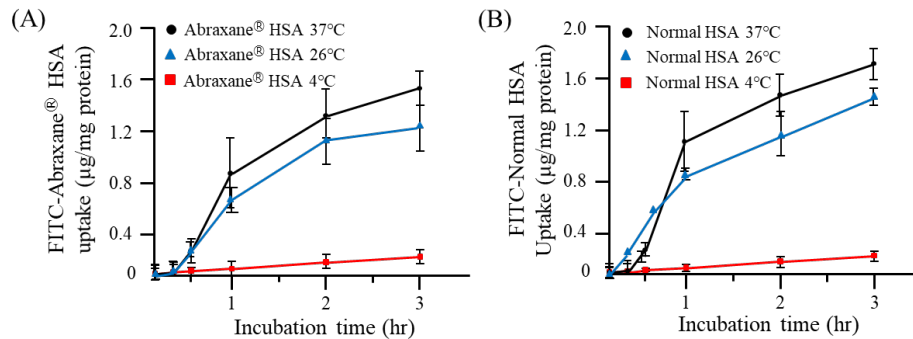 (A)
2.0
1.6
1.2
0.8
0.4
0
FITC-Abraxane® HSA
uptake (μg/mg protein)
Abraxane® HSA 37℃
Abraxane® HSA 26℃
Abraxane® HSA 4℃
1 2 3
Incubation time (hr)
(B)
2.0
1.6
1.2
0.8
0.4
0
FITC-Normal HSA
Uptake (μg/mg protein)
Normal HSA 37℃
Normal HSA 26℃
Normal HSA 4℃
1 2 3
Incubation time (hr)